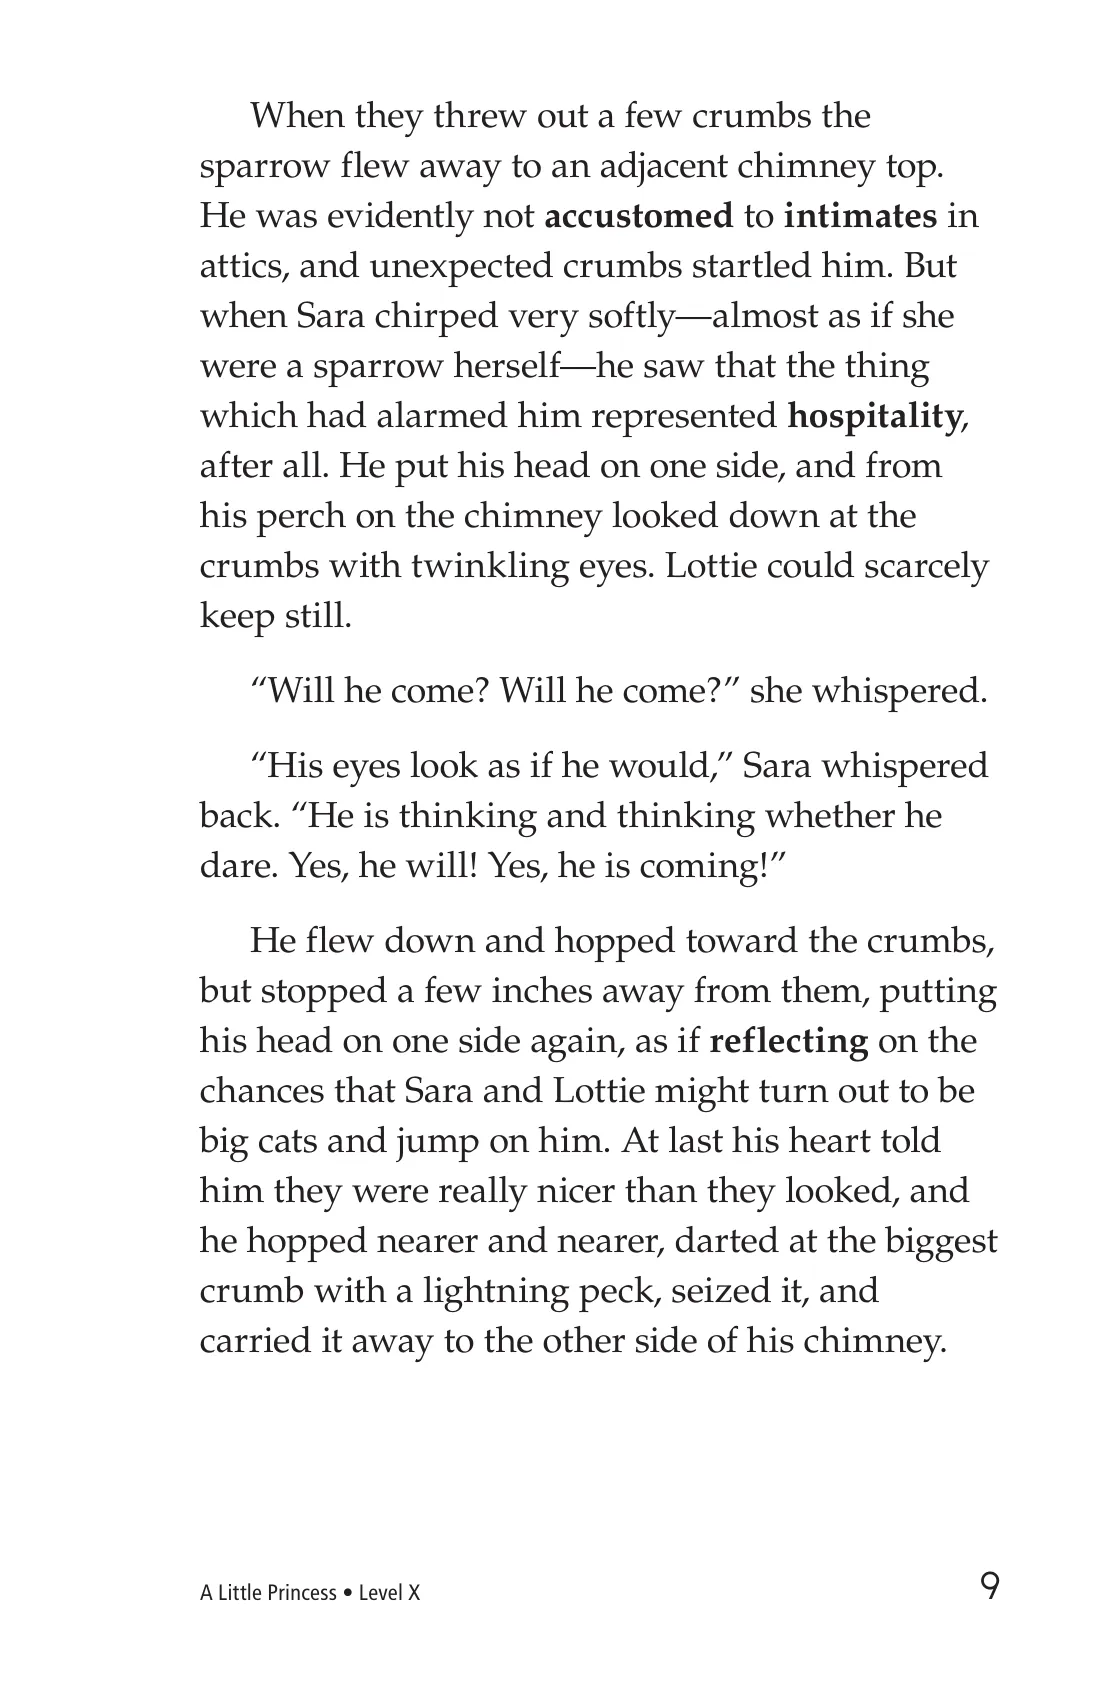 When they threw out a few crumbs the
sparrow flew away to an adjacent chimney top.
He was evidently not accustomed to intimates in
attics, and unexpected crumbs startled him. But
when Sara chirped very softly—almost as if she
were a sparrow herself—he saw that the thing
which had alarmed him represented hospitality,
after all. He put his head on one side, and from
his perch on the chimney looked down at the
crumbs with twinkling eyes. Lottie could scarcely
keep still.
“Will he come? Will he come?” she whispered.
“His eyes look as if he would,” Sara whispered
back. “He is thinking and thinking whether he
dare. Yes, he will! Yes, he is coming!”
He flew down and hopped toward the crumbs,
but stopped a few inches away from them, putting
his head on one side again, as if reflecting on the
chances that Sara and Lottie might turn out to be
big cats and jump on him. At last his heart told
him they were really nicer than they looked, and
he hopped nearer and nearer, darted at the biggest
crumb with a lightning peck, seized it, and
carried it away to the other side of his chimney.
A Little Princess • Level X 9